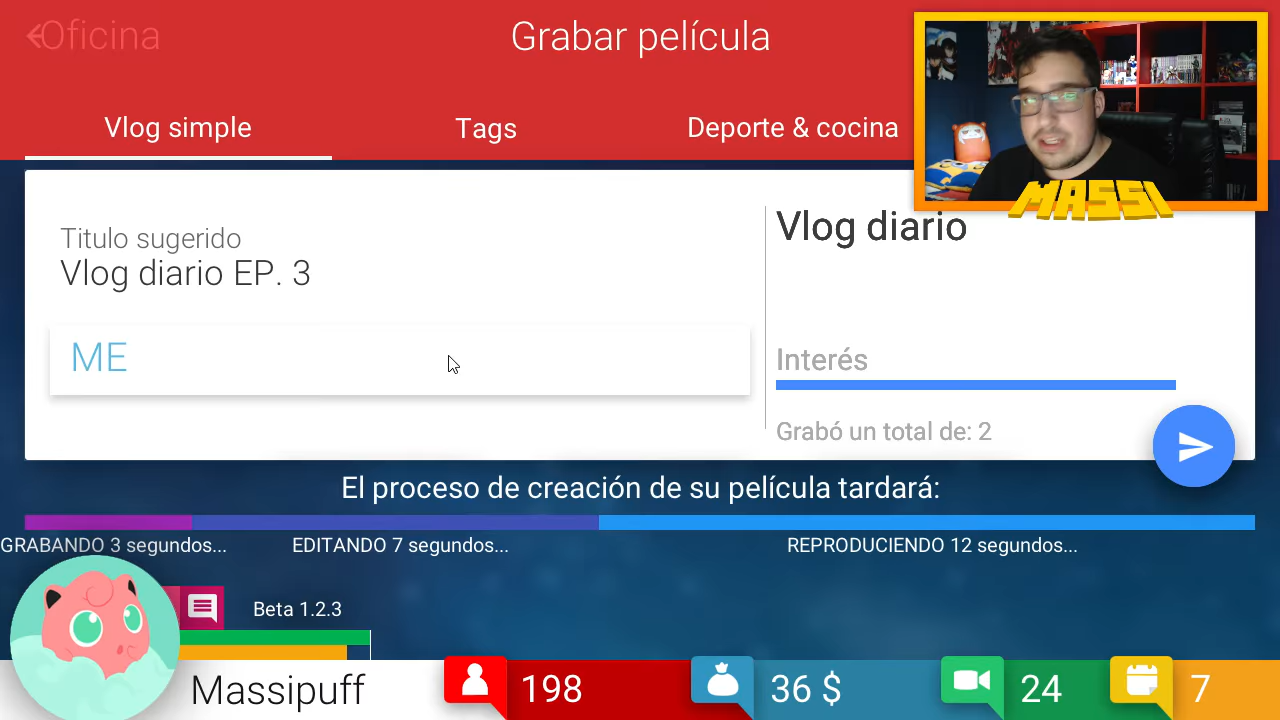 Oficina
Grabar película
Vlog simple
Tags
Deporte & cocina
MASSI
Titulo sugerido
Vlog diario EP. 3
ME
Vlog diario
Interés
Grabó un total de: 2
El proceso de creación de su película tardará:
GRABANDO 3 segundos...
EDITANDO 7 segundos...
REPRODUCIENDO 12 segundos...
Beta 1.2.3
Massipuff
198
36 $
24
7